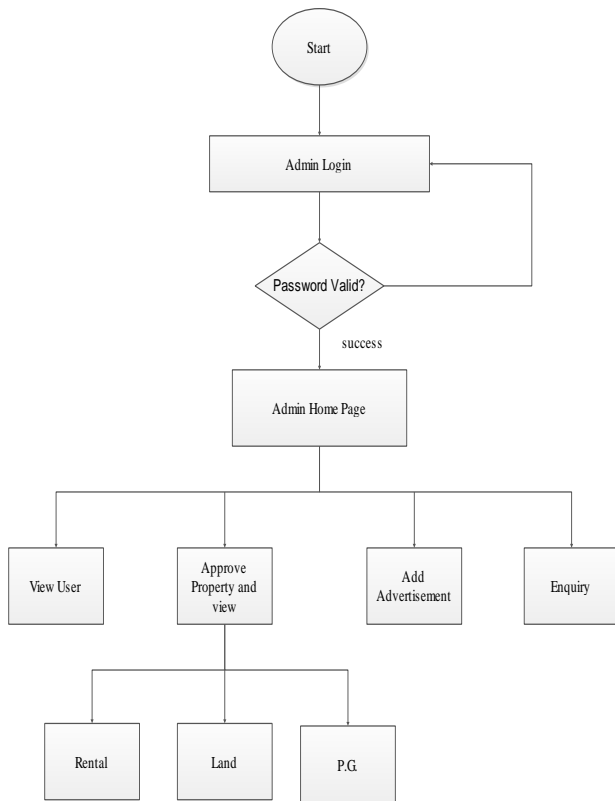 Start
Admin Login
Password Valid?
success
Admin Home Page
View User
Approve
Property and
view
Add
Advertisement
Enquiry
Rental
Land
P.G.